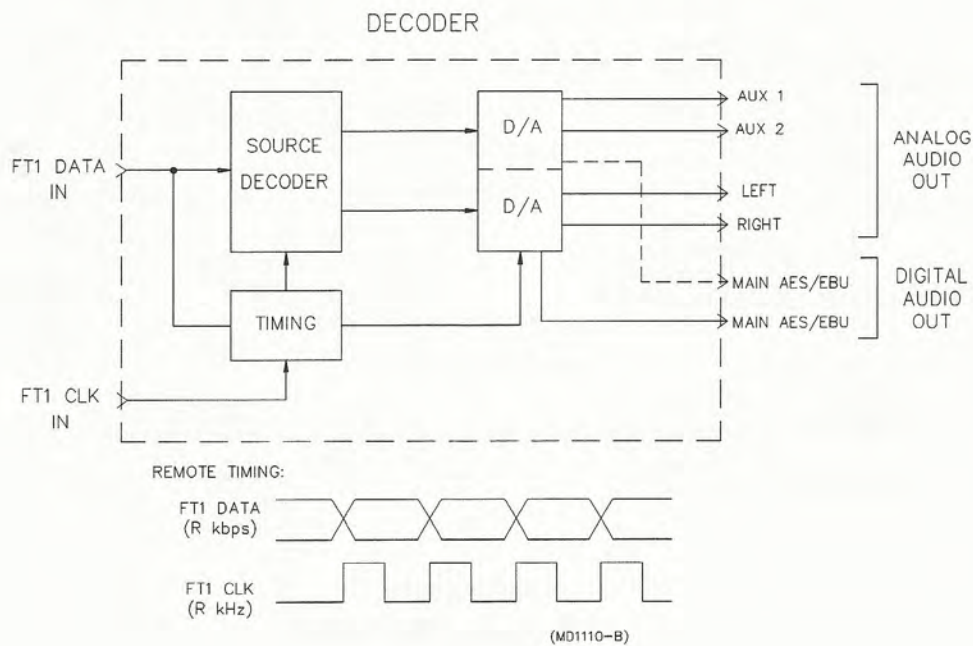 DECODER
FT1 DATA
IN
SOURCE
DECODER
TIMING
FT1 CLK
IN
D/A
D/A
AUX 1
AUX 2
LEFT
RIGHT
MAIN AES/EBU
MAIN AES/EBU
ANALOG
AUDIO
OUT
DIGITAL
AUDIO
OUT
REMOTE TIMING:
FT1 DATA
(R kbps)
FT1 CLK
(R kHz)
(MD1110-B)